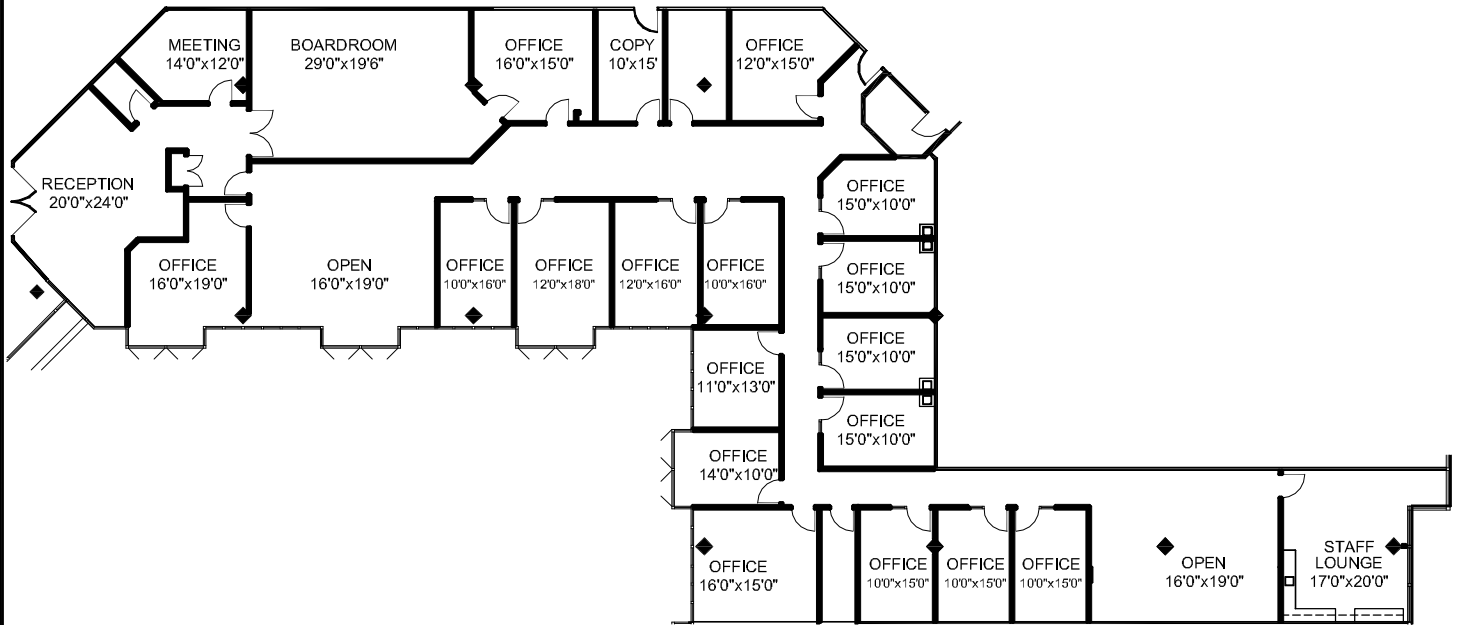 MEETING
14'0"x12'0"
BOARDROOM
29'0"x19'6"
OFFICE
16'0"x15'0"
COPY
10'x15'
OFFICE
12'0"x15'0"
RECEPTION
20'0"x24'0"
OFFICE
16'0"x19'0"
OPEN
16'0"x19'0"
OFFICE
10'0"x16'0"
OFFICE
12'0"x18'0"
OFFICE
12'0"x16'0"
OFFICE
10'0"x16'0"
OFFICE
15'0"x10'0"
OFFICE
15'0"x10'0"
OFFICE
15'0"x10'0"
OFFICE
15'0"x10'0"
OFFICE
11'0"x13'0"
OFFICE
14'0"x10'0"
OFFICE
16'0"x15'0"
OFFICE
10'0"x15'0"
OFFICE
10'0"x15'0"
OFFICE
10'0"x15'0"
OPEN
16'0"x19'0"
STAFF
LOUNGE
17'0"x20'0"